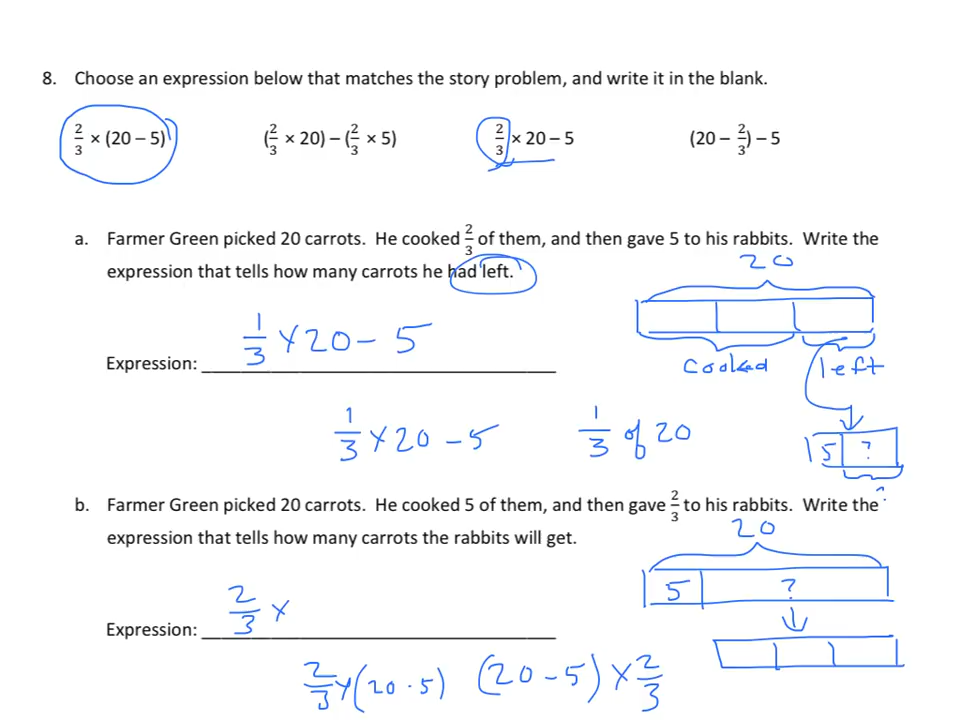 8. Choose an expression below that matches the story problem, and write it in the blank.
2/3 × (20 – 5) (2/3 × 20) – (2/3 × 5) 2/3 × 20 – 5 (20 – 2/3) – 5
a. Farmer Green picked 20 carrots. He cooked 2/3 of them, and then gave 5 to his rabbits. Write the
expression that tells how many carrots he had left.
20
1/3 × 20 – 5
Expression:
cooked left
1/3 × 20 – 5 1/3 of 20
5 ?
?
b. Farmer Green picked 20 carrots. He cooked 5 of them, and then gave 2/3 to his rabbits. Write the
expression that tells how many carrots the rabbits will get.
20
5 ?
2/3 ×
Expression:
2/3 × (20 · 5) (20 – 5) × 2/3